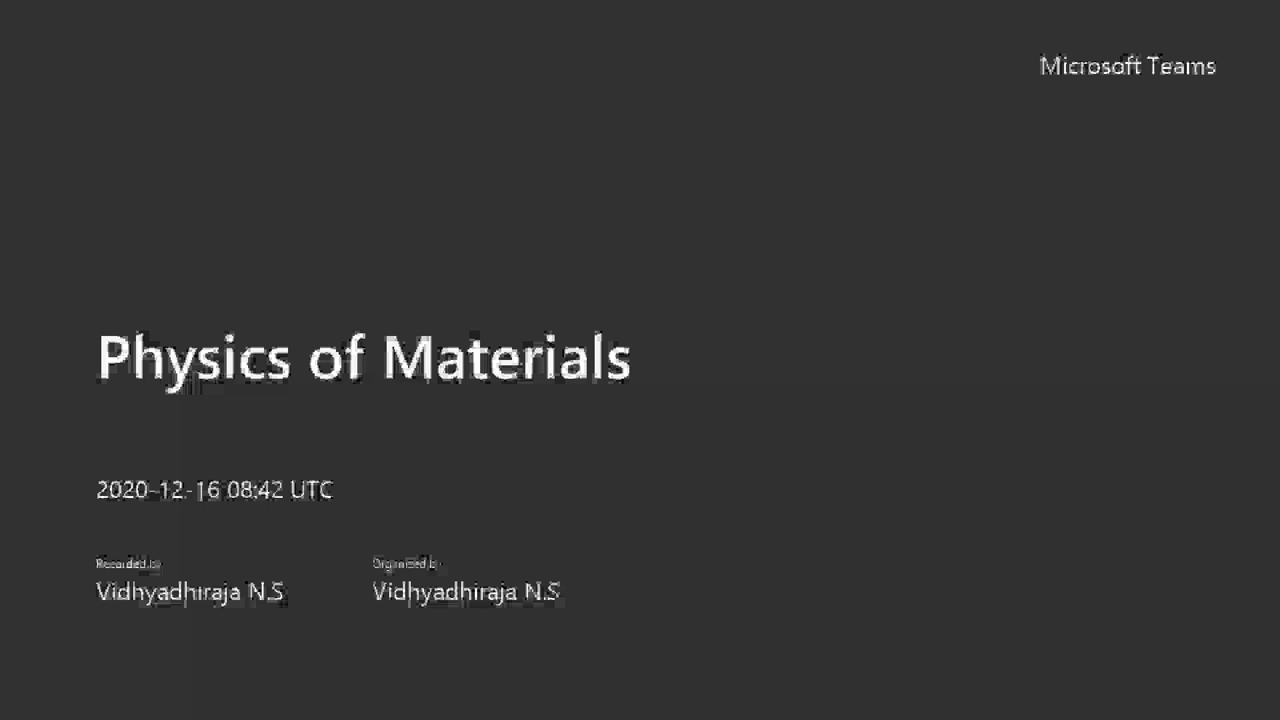 Microsoft Teams
Physics of Materials
2020-12-16 08:42 UTC
Recorded by Organized by
Vidhyadhiraja N.S Vidhyadhiraja N.S